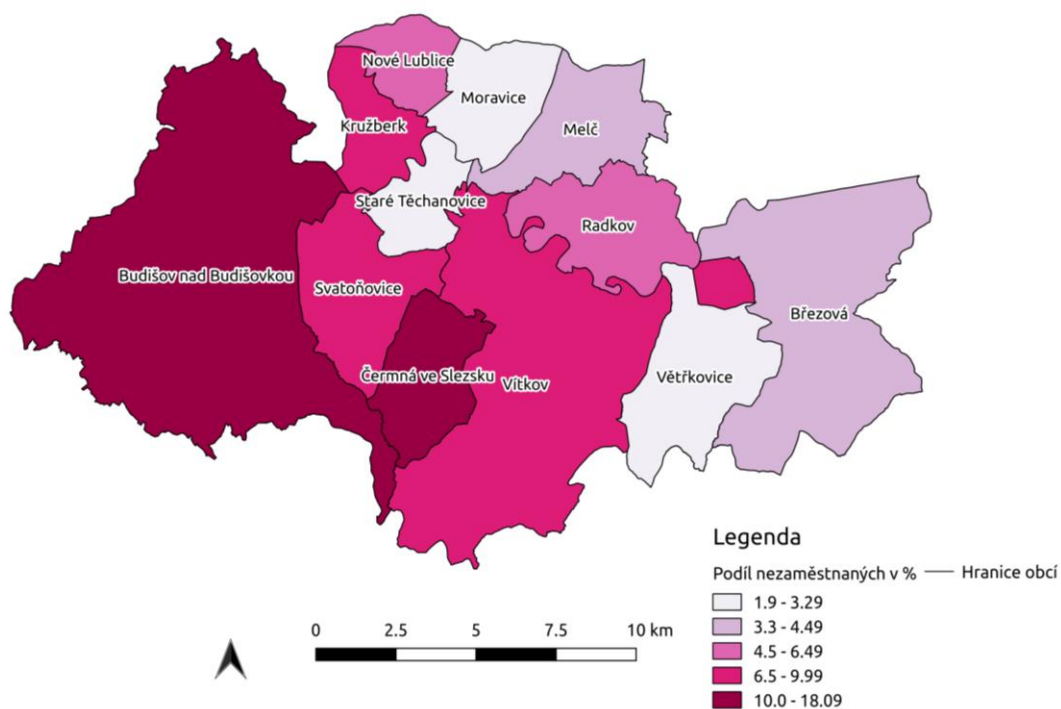 Nové Lublice
Moravice
Kružberk
Melč
Staré Těchanovice
Radkov
Budišov nad Budišovkou
Svatoňovice
Březová
Čermná ve Slezsku
Vítkov
Větřkovice
Legenda
Podíl nezaměstnaných v % Hranice obcí
1.9 - 3.29
3.3 - 4.49
4.5 - 6.49
6.5 - 9.99
10.0 - 18.09
0 2.5 5 7.5 10 km